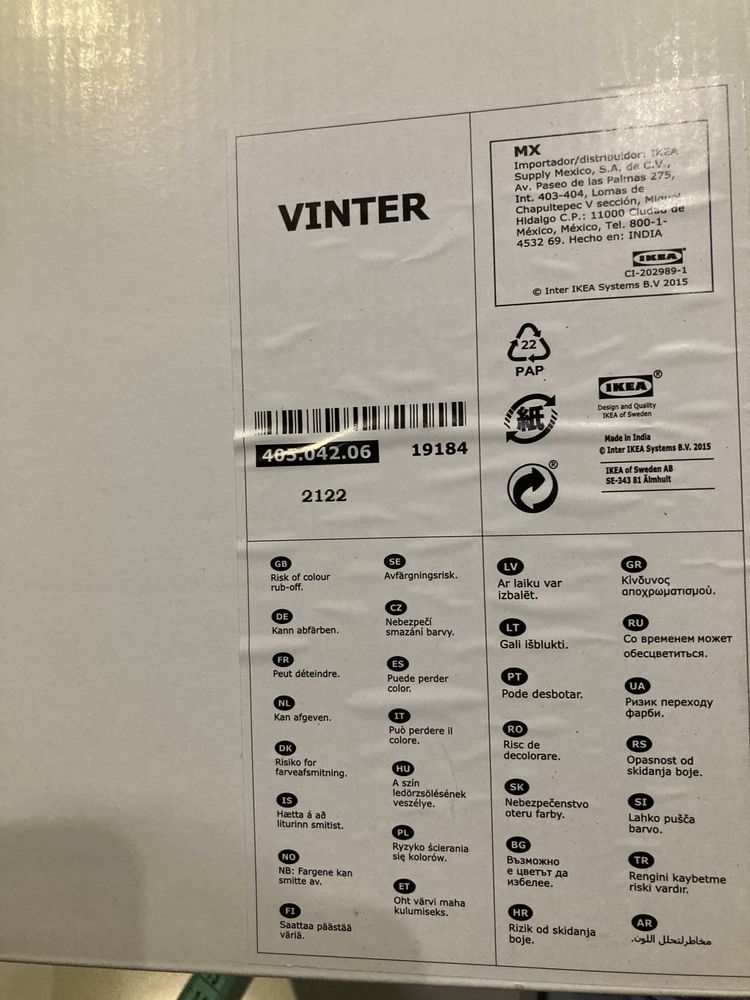 VINTER
405.042.06
19184
2122
MX
Importador/distribuidor: IKEA
Supply Mexico, S.A. de C.V.,
Av. Paseo de las Palmas 275,
Int. 403-404, Lomas de
Chapultepec V sección, Miguel
Hidalgo C.P.: 11000 Ciudad de
México, México, Tel. 800-1-
4532 69. Hecho en: INDIA
IKEA
CI-202989-1
© Inter IKEA Systems B.V 2015
22
PAP
紙
®
IKEA®
Design and Quality
IKEA of Sweden
Made in India
© Inter IKEA Systems B.V. 2015
IKEA of Sweden AB
SE-343 81 Älmhult
GB
Risk of colour
rub-off.
DE
Kann abfärben.
FR
Peut déteindre.
NL
Kan afgeven.
DK
Risiko for
farveafsmitning.
IS
Hætta á að
liturinn smitist.
NO
NB: Fargene kan
smitte av.
FI
Saattaa päästää
väriä.
SE
Avfärgningsrisk.
CZ
Nebezpečí
smazání barvy.
ES
Puede perder
color.
IT
Può perdere il
colore.
HU
A szín
ledörzsölésének
veszélye.
PL
Ryzyko ścierania
się kolorów.
ET
Oht värvi maha
kulumiseks.
LV
Ar laiku var
izbalēt.
LT
Gali išblukti.
PT
Pode desbotar.
RO
Risc de
decolorare.
SK
Nebezpečenstvo
oteru farby.
BG
Възможно
е цветът да
избелее.
HR
Rizik od skidanja
boje.
GR
Κίνδυνος
αποχρωματισμού.
RU
Со временем может
обесцветиться.
UA
Ризик переходу
фарби.
RS
Opasnost od
skidanja boje.
SI
Lahko pušča
barvo.
TR
Rengini kaybetme
riski vardır.
AR
مخاطر لتحلل اللون.